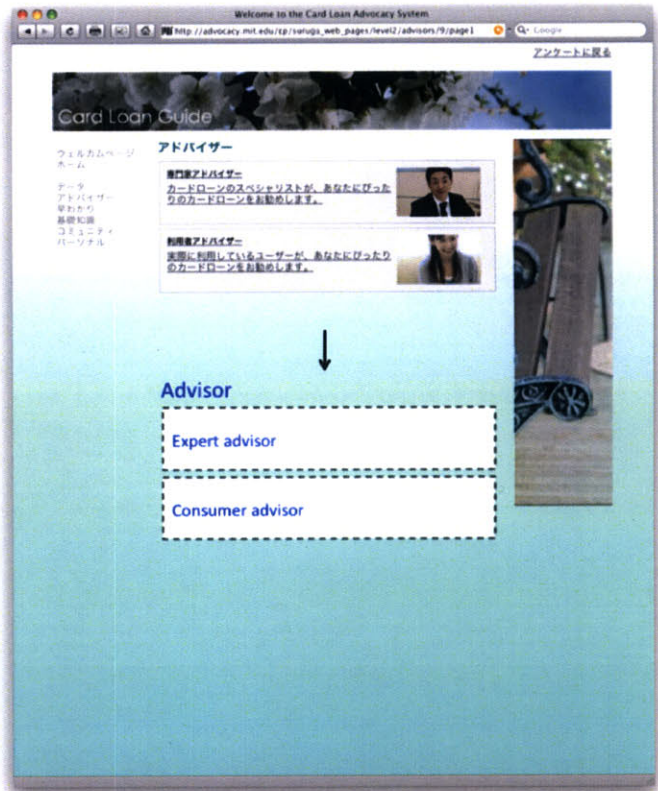 Welcome to the Card Loan Advocacy System
http://advocacy.mit.edu/cp/suruga_web_pages/level2/advisors/9/page1
Google
アンケートに戻る
Card Loan Guide
ウェルカムページ
ホーム
データ
アドバイザー
早わかり
基礎知識
コミュニティ
パーソナル
アドバイザー
専門家アドバイザー
カードローンのスペシャリストが、あなたにぴった
りのカードローンをお勧めします。
利用者アドバイザー
実際に利用しているユーザーが、あなたにぴったり
のカードローンをお勧めします。
Advisor
Expert advisor
Consumer advisor